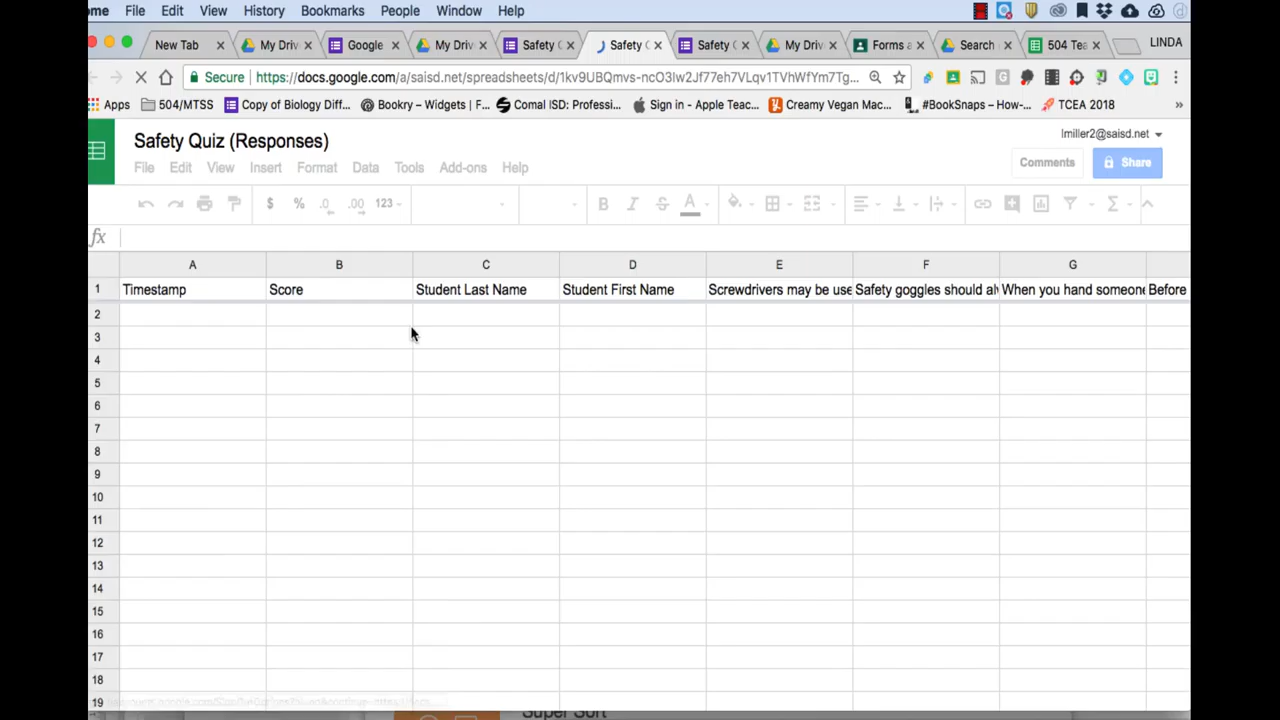 ome File Edit View History Bookmarks People Window Help
New Tab × My Driv × Google × My Driv × Safety C × Safety C × Safety C × My Driv × Forms a × Search × 504 Tea × LINDA
Secure https://docs.google.com/a/saisd.net/spreadsheets/d/1kv9UBQmvs-ncO3lw2Jf77eh7VLqv1TVhWfYm7Tg...
Apps 504/MTSS Copy of Biology Diff... Bookry – Widgets | F... Comal ISD: Professi... Sign in - Apple Teac... Creamy Vegan Mac... #BookSnaps – How-... TCEA 2018 »
Safety Quiz (Responses)
lmiller2@saisd.net
File Edit View Insert Format Data Tools Add-ons Help
Comments Share
$ % .0 .00 123 B I S A Σ
fx
A B C D E F G
1 Timestamp Score Student Last Name Student First Name Screwdrivers may be use Safety goggles should al When you hand someone Before
2
3
4
5
6
7
8
9
10
11
12
13
14
15
16
17
18
19
Super Sort